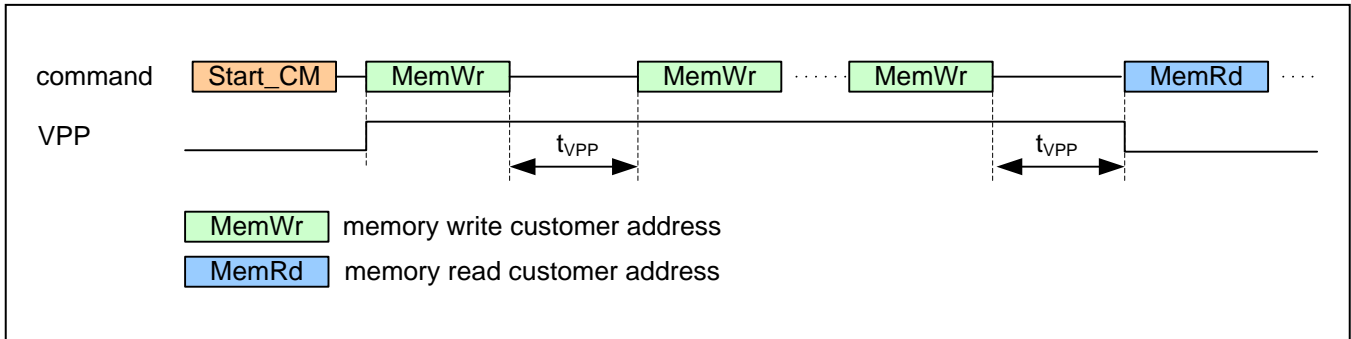 command Start_CM MemWr MemWr MemWr MemRd
VPP
tVPP tVPP
MemWr memory write customer address
MemRd memory read customer address